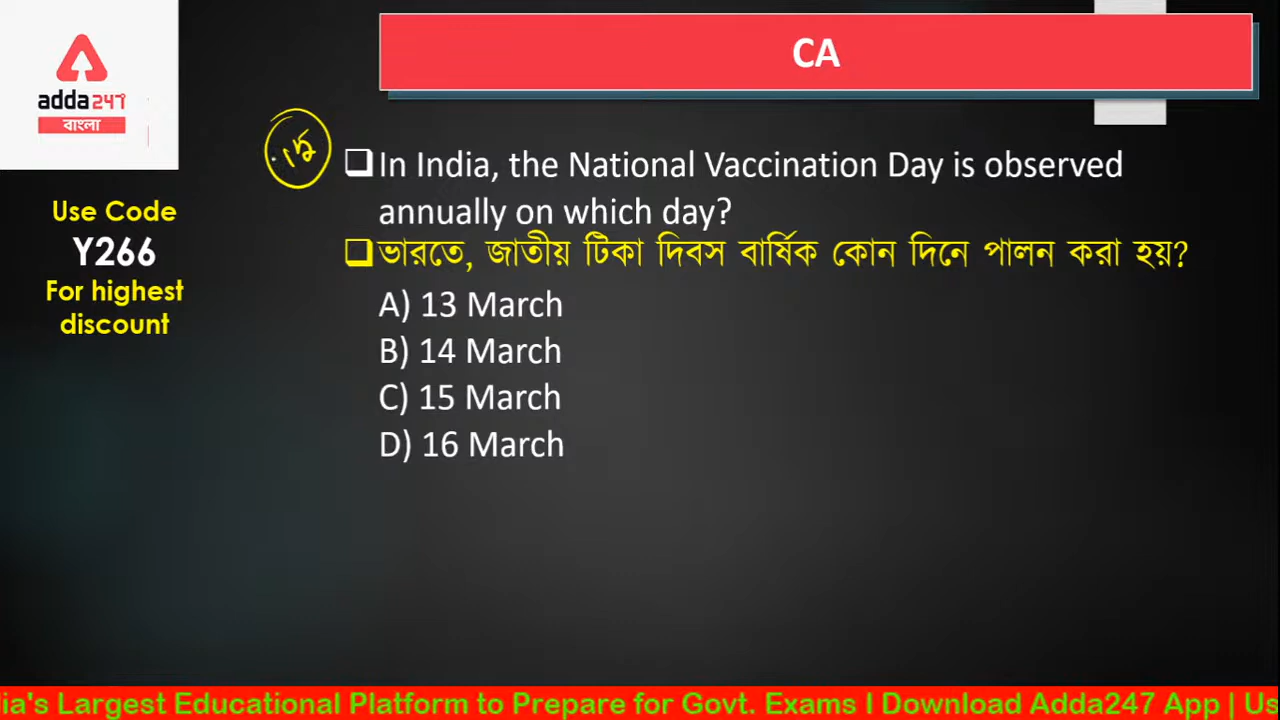 CA
adda247
বাংলা
Use Code
Y266
For highest
discount
❑In India, the National Vaccination Day is observed
annually on which day?
❑ভারতে, জাতীয় টিকা দিবস বার্ষিক কোন দিনে পালন করা হয়?
A) 13 March
B) 14 March
C) 15 March
D) 16 March
ia's Largest Educational Platform to Prepare for Govt. Exams I Download Adda247 App | Us